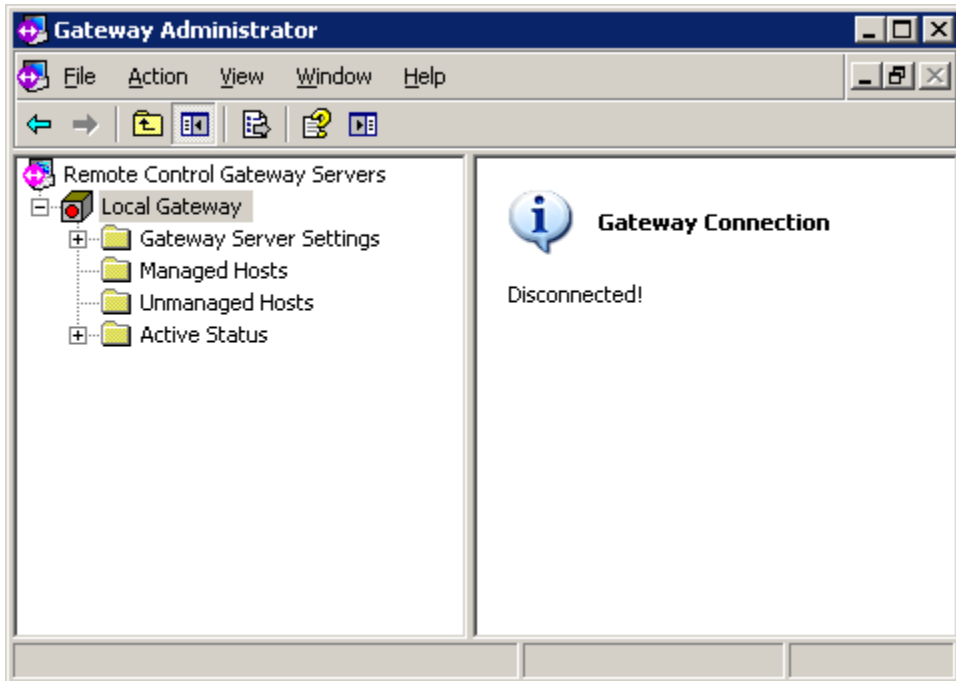 Gateway Administrator
File Action View Window Help
Remote Control Gateway Servers
Local Gateway
Gateway Server Settings
Managed Hosts
Unmanaged Hosts
Active Status
Gateway Connection
Disconnected!